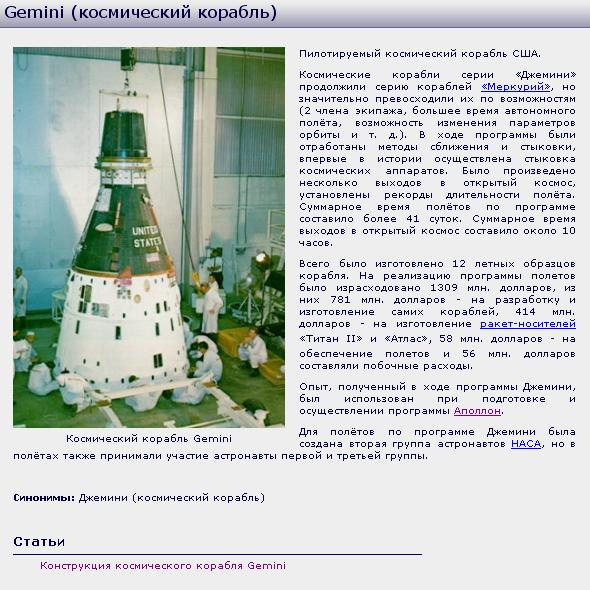 Gemini (космический корабль)
UNITED
STATES
Космический корабль Gemini
Пилотируемый космический корабль США.
Космические корабли серии «Джемини»
продолжили серию кораблей «Меркурий», но
значительно превосходили их по возможностям
(2 члена экипажа, большее время автономного
полёта, возможность изменения параметров
орбиты и т. д.). В ходе программы были
отработаны методы сближения и стыковки,
впервые в истории осуществлена стыковка
космических аппаратов. Было произведено
несколько выходов в открытый космос,
установлены рекорды длительности полёта.
Суммарное время полётов по программе
составило более 41 суток. Суммарное время
выходов в открытый космос составило около 10
часов.
Всего было изготовлено 12 летных образцов
корабля. На реализацию программы полетов
было израсходовано 1309 млн. долларов, из
них 781 млн. долларов - на разработку и
изготовление самих кораблей, 414 млн.
долларов - на изготовление ракет-носителей
«Титан II» и «Атлас», 58 млн. долларов - на
обеспечение полетов и 56 млн. долларов
составляли побочные расходы.
Опыт, полученный в ходе программы Джемини,
был использован при подготовке и
осуществлении программы Аполлон.
Для полётов по программе Джемини была
создана вторая группа астронавтов НАСА, но в
полётах также принимали участие астронавты первой и третьей группы.
Синонимы: Джемини (космический корабль)
Статьи
Конструкция космического корабля Gemini